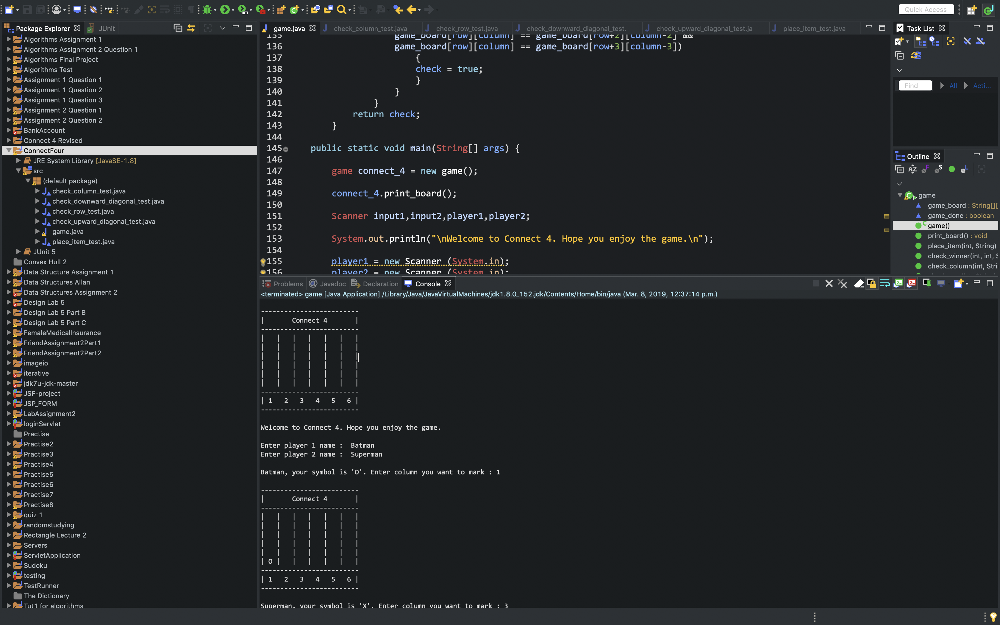 Quick Access
Package Explorer
JUnit
Algorithms Assignment 1
Algorithms Assignment 2 Question 1
Algorithms Final Project
Algorithms Test
Assignment 1 Question 1
Assignment 1 Question 2
Assignment 1 Question 3
Assignment 2 Question 1
Assignment 2 Question 2
BankAccount
Connect 4 Revised
ConnectFour
JRE System Library [JavaSE-1.8]
src
(default package)
check_column_test.java
check_downward_diagonal_test.java
check_row_test.java
check_upward_diagonal_test.java
game.java
place_item_test.java
JUnit 5
Convex Hull 2
Data Structure Assignment 1
Data Structures Allan
Data Structures Assignment 2
Design Lab 5
Design Lab 5 Part B
Design Lab 5 Part C
FemaleMedicalInsurance
FriendAssignment2Part1
FriendAssignment2Part2
imageio
iterative
jdk7u-jdk-master
JSF-project
JSP_FORM
LabAssignment2
loginServlet
Practise
Practise2
Practise3
Practise4
Practise5
Practise6
Practise7
Practise8
quiz 1
randomstudying
Rectangle Lecture 2
Servers
ServletApplication
Sudoku
testing
TestRunner
The Dictionary
Tut1 for algorithms
game.java
check_column_test.java
check_row_test.java
check_downward_diagonal_test.
check_upward_diagonal_test.ja
place_item_test.java
135 game_board[row][column] == game_board[row+2][column-2] &&
136 game_board[row][column] == game_board[row+3][column-3])
137 {
138 check = true;
139 }
140 }
141 }
142 return check;
143 }
144
145 public static void main(String[] args) {
146
147 game connect_4 = new game();
148
149 connect_4.print_board();
150
151 Scanner input1,input2,player1,player2;
152
153 System.out.println("\nWelcome to Connect 4. Hope you enjoy the game.\n");
154
155 player1 = new Scanner (System.in);
156 player2 = new Scanner (System.in);
Problems
Javadoc
Declaration
Console
<terminated> game [Java Application] /Library/Java/JavaVirtualMachines/jdk1.8.0_152.jdk/Contents/Home/bin/java (Mar. 8, 2019, 12:37:14 p.m.)
-------------------------
| Connect 4 |
-------------------------
| | | | | | |
| | | | | | |
| | | | | | |
| | | | | | |
| | | | | | |
| | | | | | |
-------------------------
| 1 2 3 4 5 6 |
-------------------------
Welcome to Connect 4. Hope you enjoy the game.
Enter player 1 name : Batman
Enter player 2 name : Superman
Batman, your symbol is 'O'. Enter column you want to mark : 1
-------------------------
| Connect 4 |
-------------------------
| | | | | | |
| | | | | | |
| | | | | | |
| | | | | | |
| | | | | | |
| O | | | | | |
-------------------------
| 1 2 3 4 5 6 |
-------------------------
Superman, your symbol is 'X'. Enter column you want to mark : 3
Task List
Find
All
Acti...
Outline
game
game_board : String[][
game_done : boolean
game()
print_board() : void
place_item(int, String)
check_winner(int, int, S
check_column(int, Stri